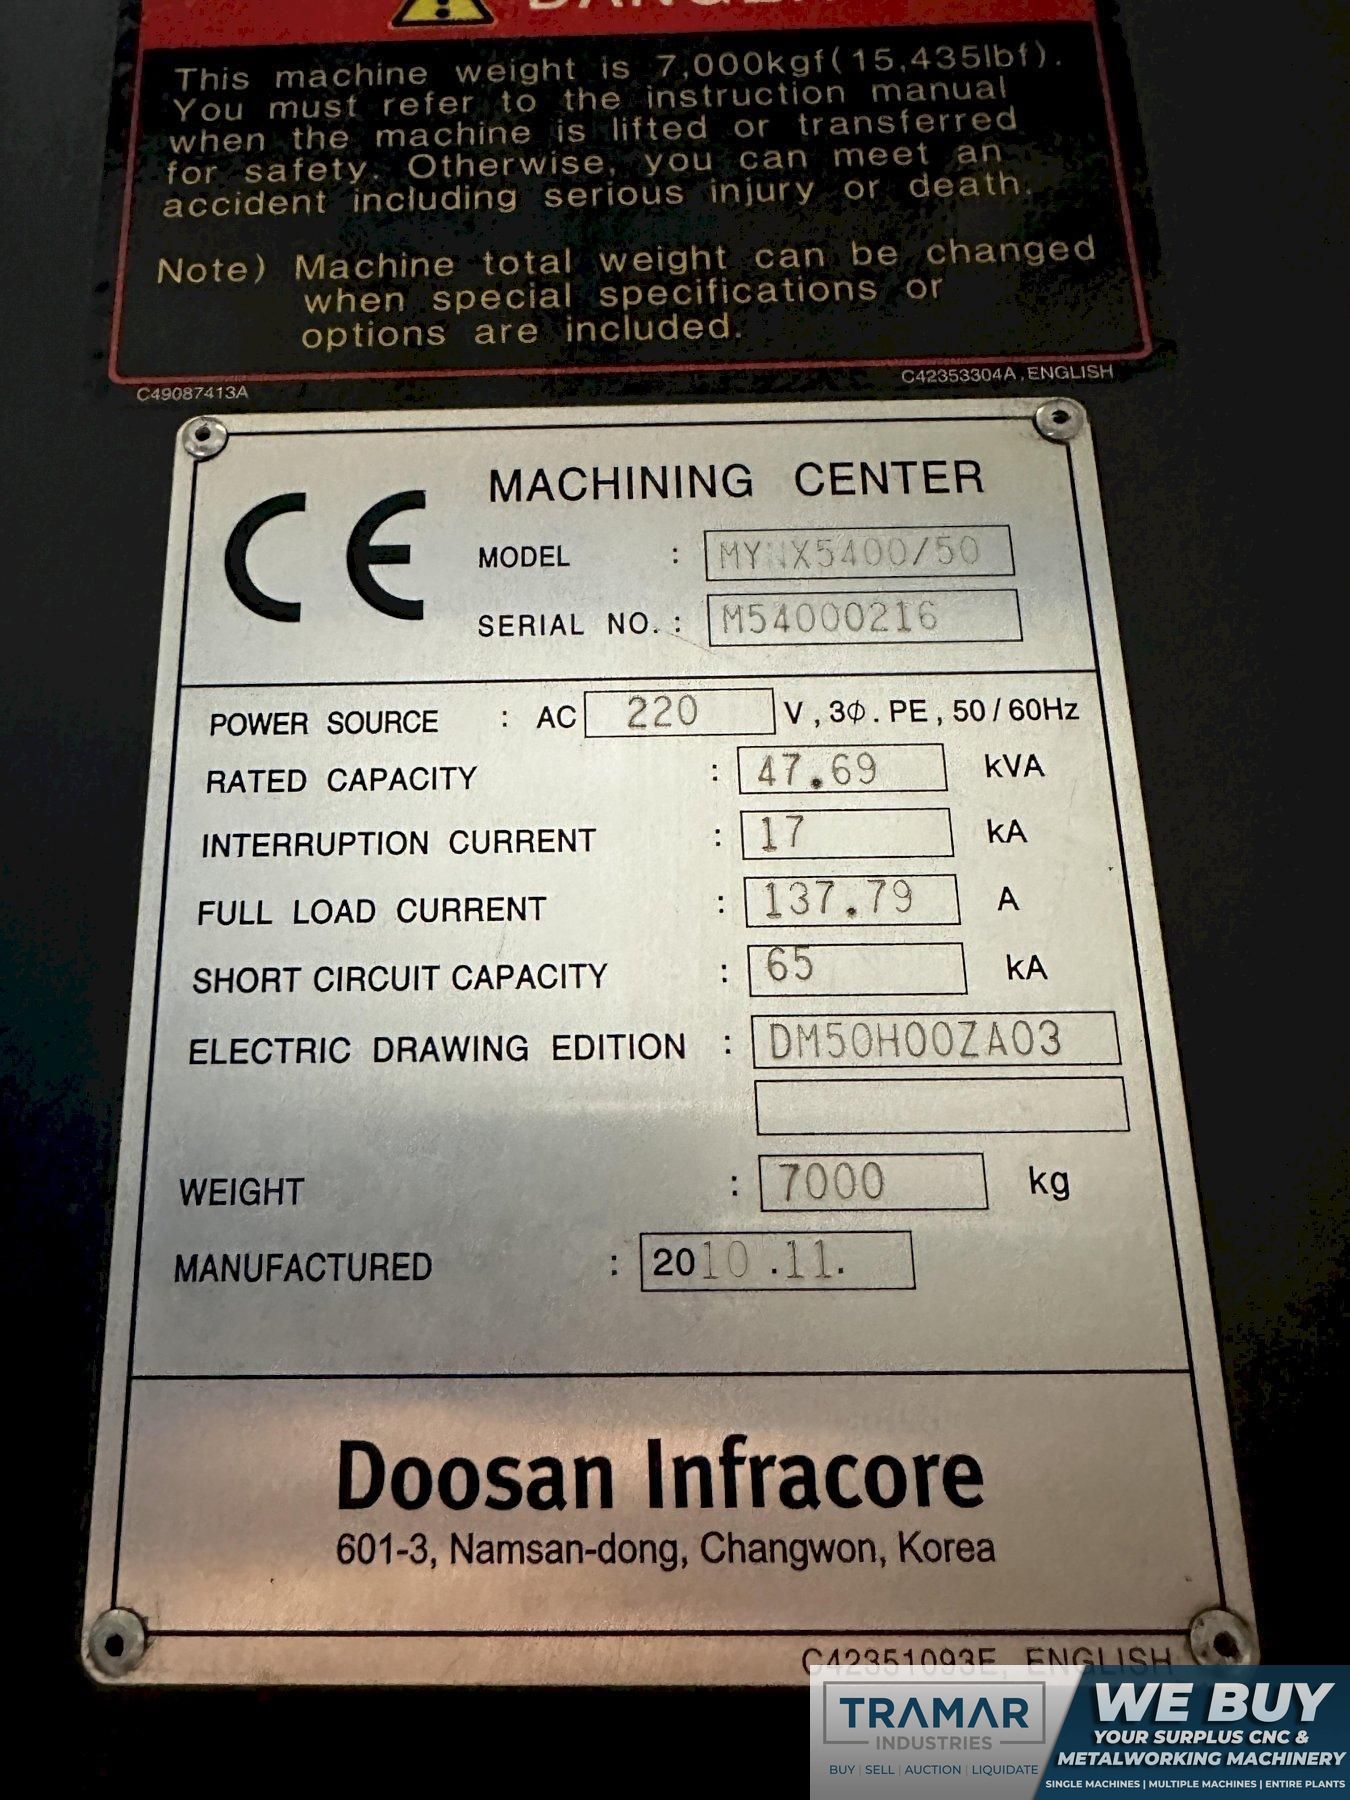 DANGER
This machine weight is 7,000kgf(15,435lbf).
You must refer to the instruction manual
when the machine is lifted or transferred
for safety. Otherwise, you can meet an
accident including serious injury or death.
Note) Machine total weight can be changed
when special specifications or
options are included.
C49087413A C42353304A, ENGLISH
CE MACHINING CENTER
MODEL : MYNX5400/50
SERIAL NO. : M54000216
POWER SOURCE : AC 220 V, 3Φ. PE, 50/60Hz
RATED CAPACITY : 47.69 kVA
INTERRUPTION CURRENT : 17 kA
FULL LOAD CURRENT : 137.79 A
SHORT CIRCUIT CAPACITY : 65 kA
ELECTRIC DRAWING EDITION : DM50H00ZA03
WEIGHT : 7000 kg
MANUFACTURED : 2010 .11.
Doosan Infracore
601-3, Namsan-dong, Changwon, Korea
C42351093E, ENGLISH
TRAMAR
INDUSTRIES
BUY | SELL | AUCTION | LIQUIDATE
WE BUY
YOUR SURPLUS CNC &
METALWORKING MACHINERY
SINGLE MACHINES | MULTIPLE MACHINES | ENTIRE PLANTS